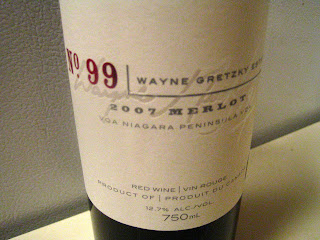 Nº 99 | WAYNE GRETZKY EST
2007 MERLOT
VQA NIAGARA PENINSULA
RED WINE | VIN ROUGE
PRODUCT OF | PRODUIT DU
12.7% ALC./VOL.
750mL